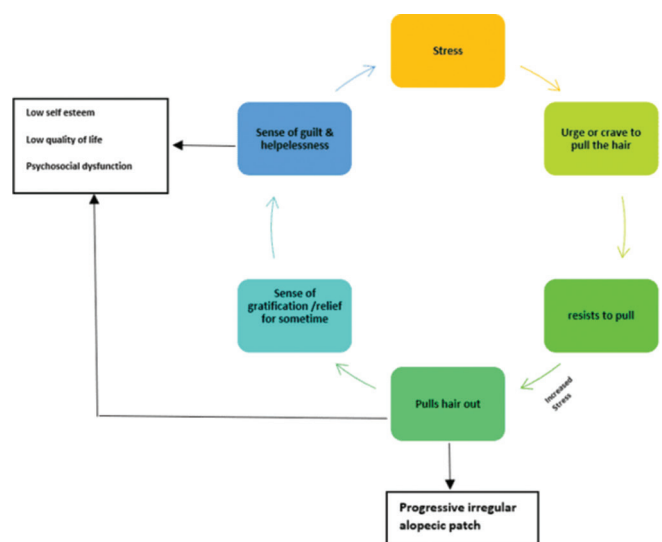 Stress
Urge or crave to
pull the hair
resists to pull
Increased
Stress
Pulls hair out
Sense of
gratification /relief
for sometime
Sense of guilt &
helpelessness
Low self esteem
Low quality of life
Psychosocial dysfunction
Progressive irregular
alopecic patch